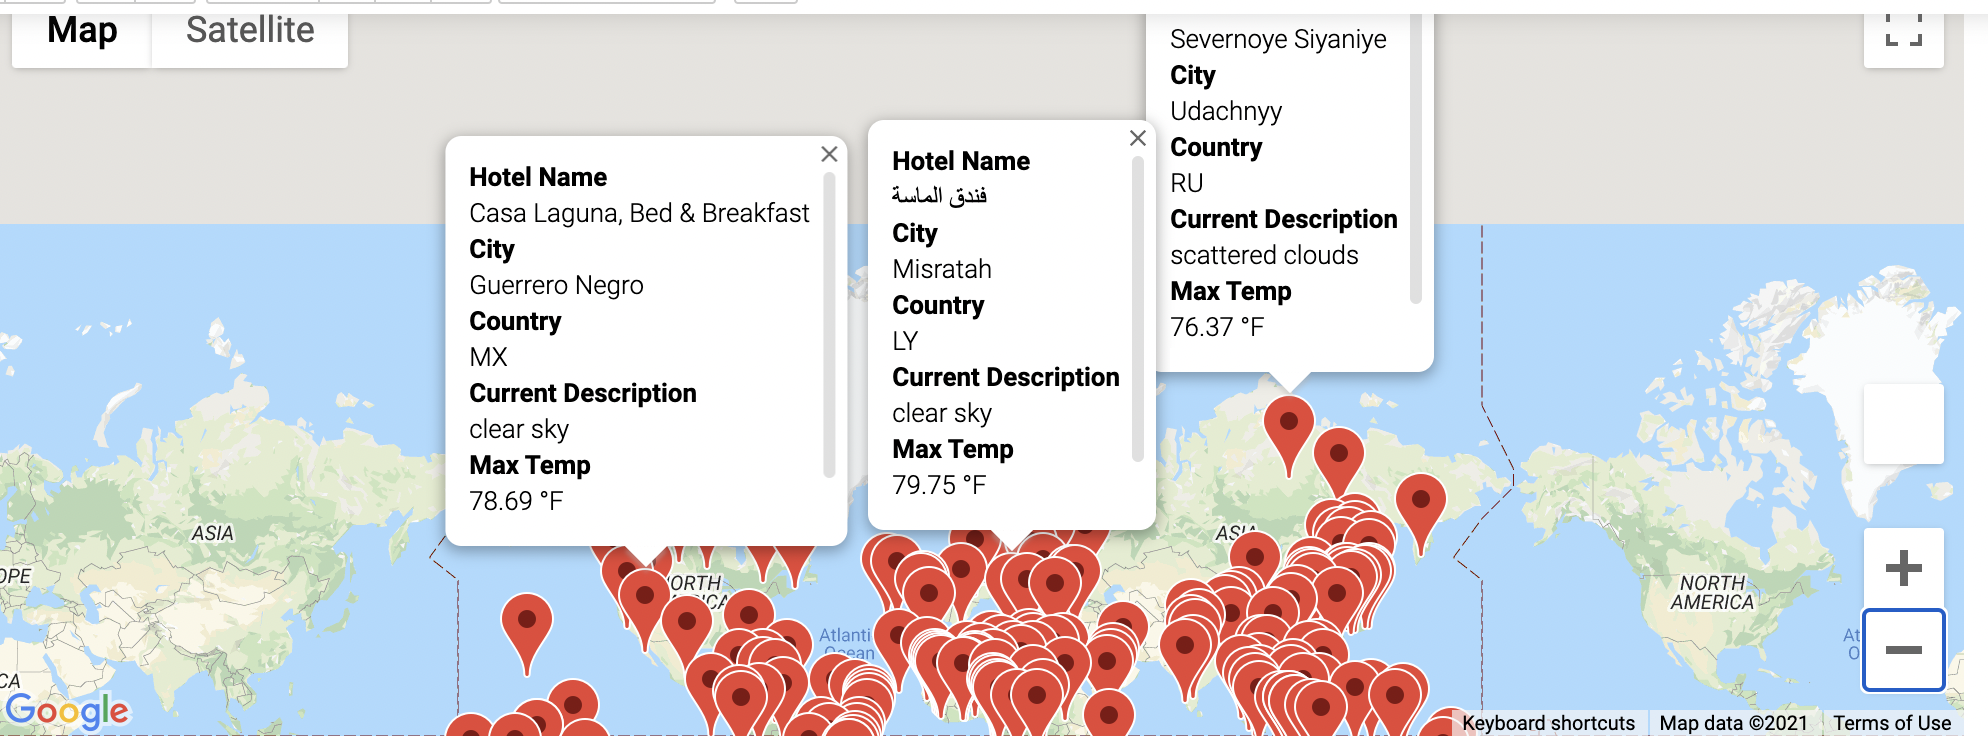 Map
Satellite
Hotel Name
Casa Laguna, Bed & Breakfast
City
Guerrero Negro
Country
MX
Current Description
clear sky
Max Temp
78.69 °F
Hotel Name
فندق الماسة
City
Misratah
Country
LY
Current Description
clear sky
Max Temp
79.75 °F
Severnoye Siyaniye
City
Udachnyy
Country
RU
Current Description
scattered clouds
Max Temp
76.37 °F
ASIA
OPE
CA
Atlanti
Ocean
ASIA
NORTH
AMERICA
Google
Keyboard shortcuts
Map data ©2021
Terms of Use